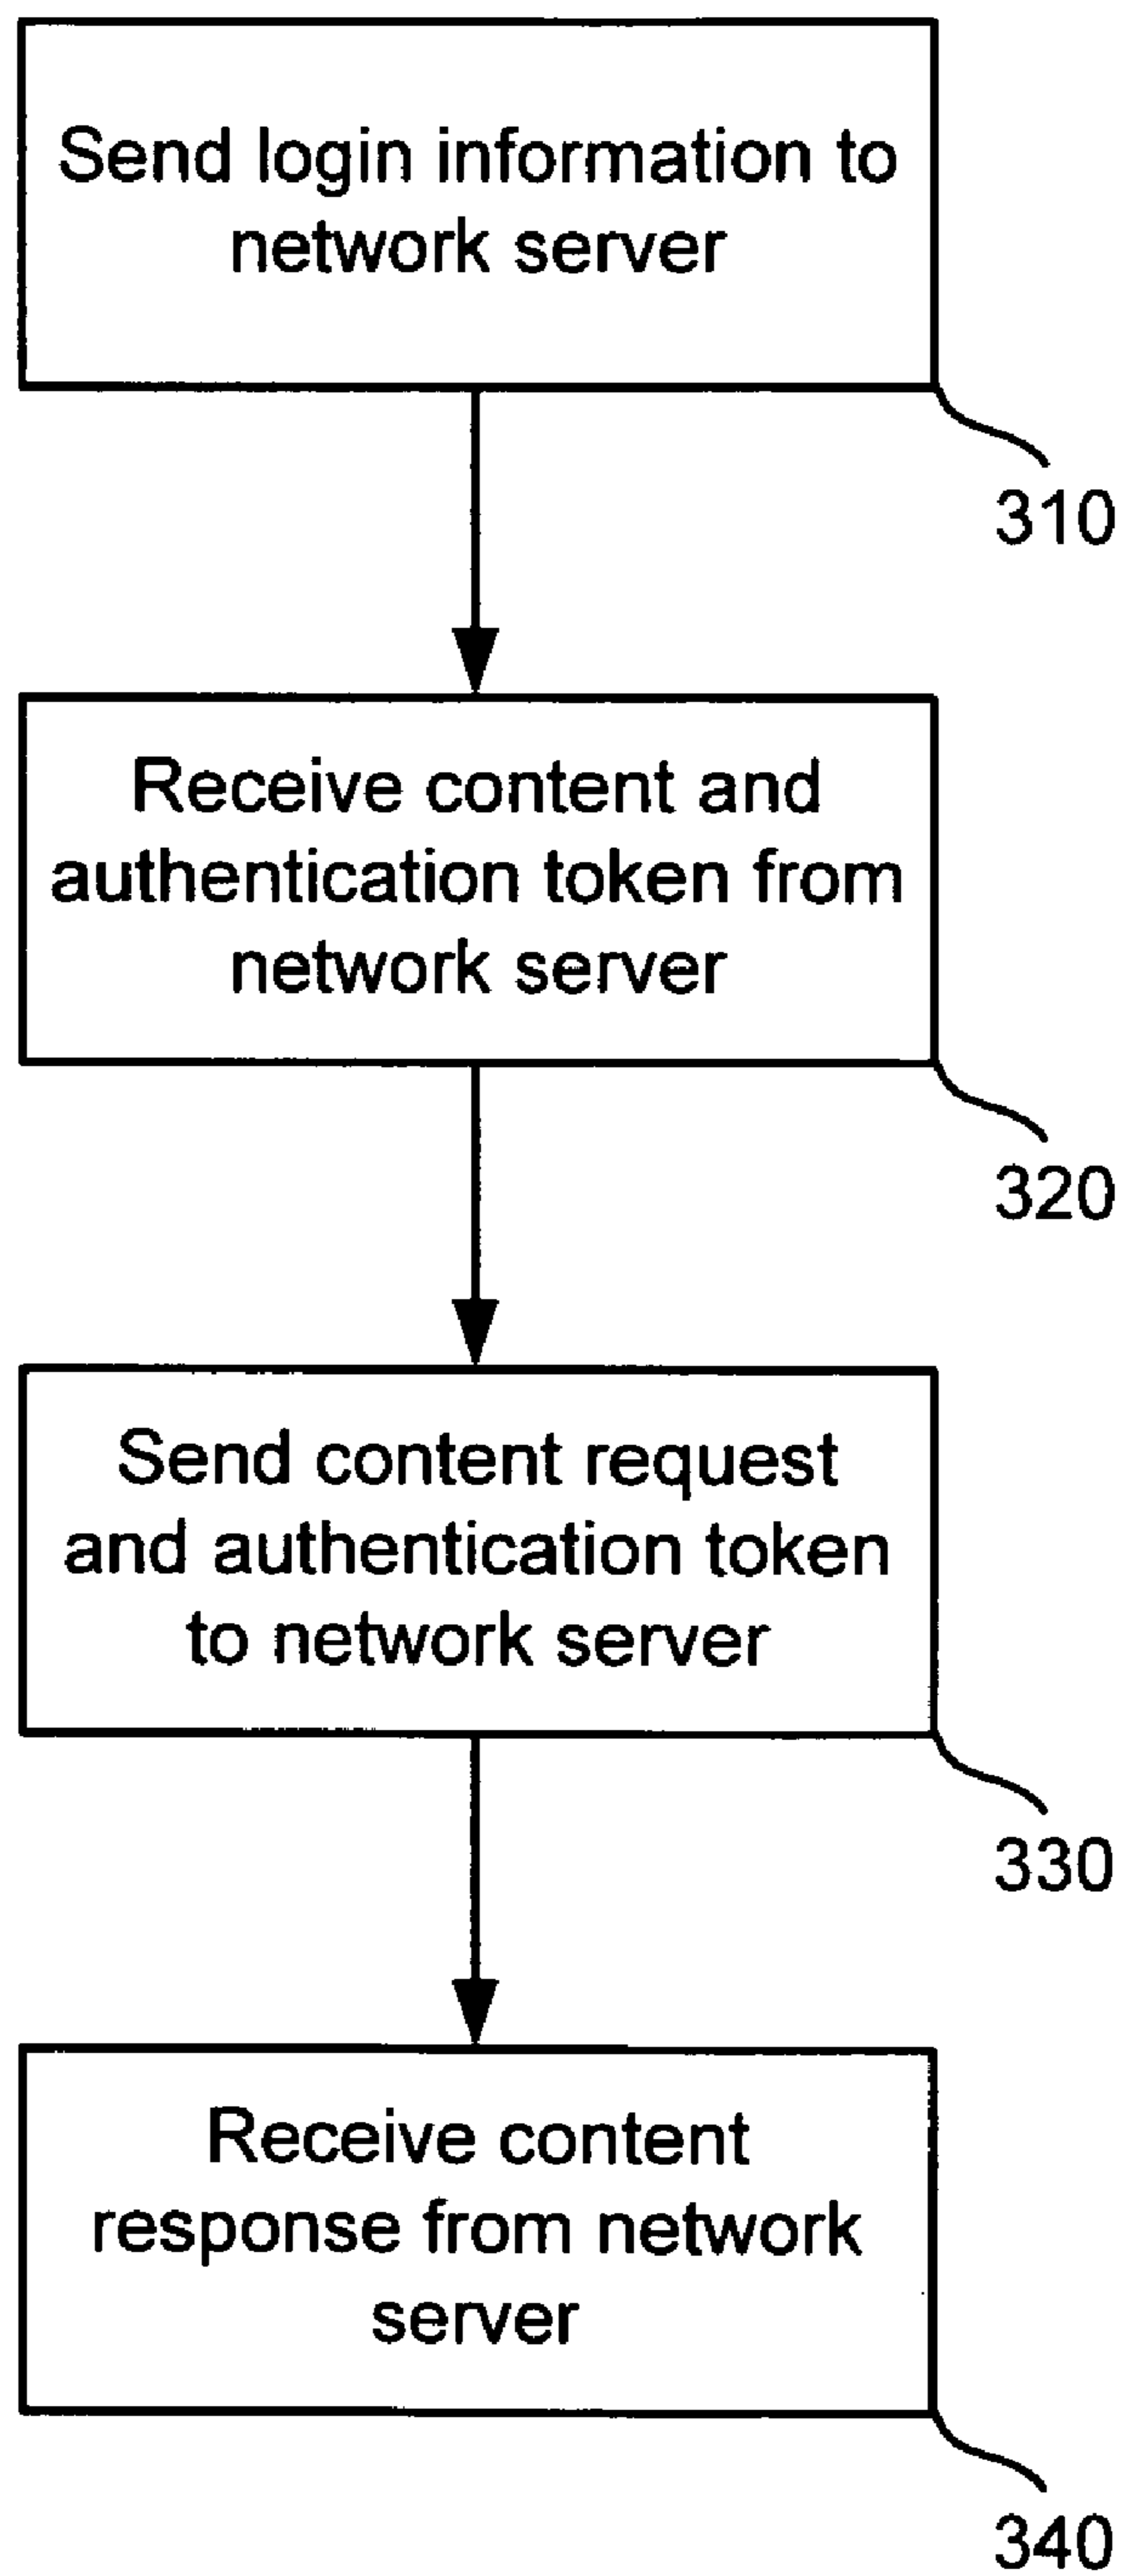 Send login information to
network server
310
Receive content and
authentication token from
network server
320
Send content request
and authentication token
to network server
330
Receive content
response from network
server
340